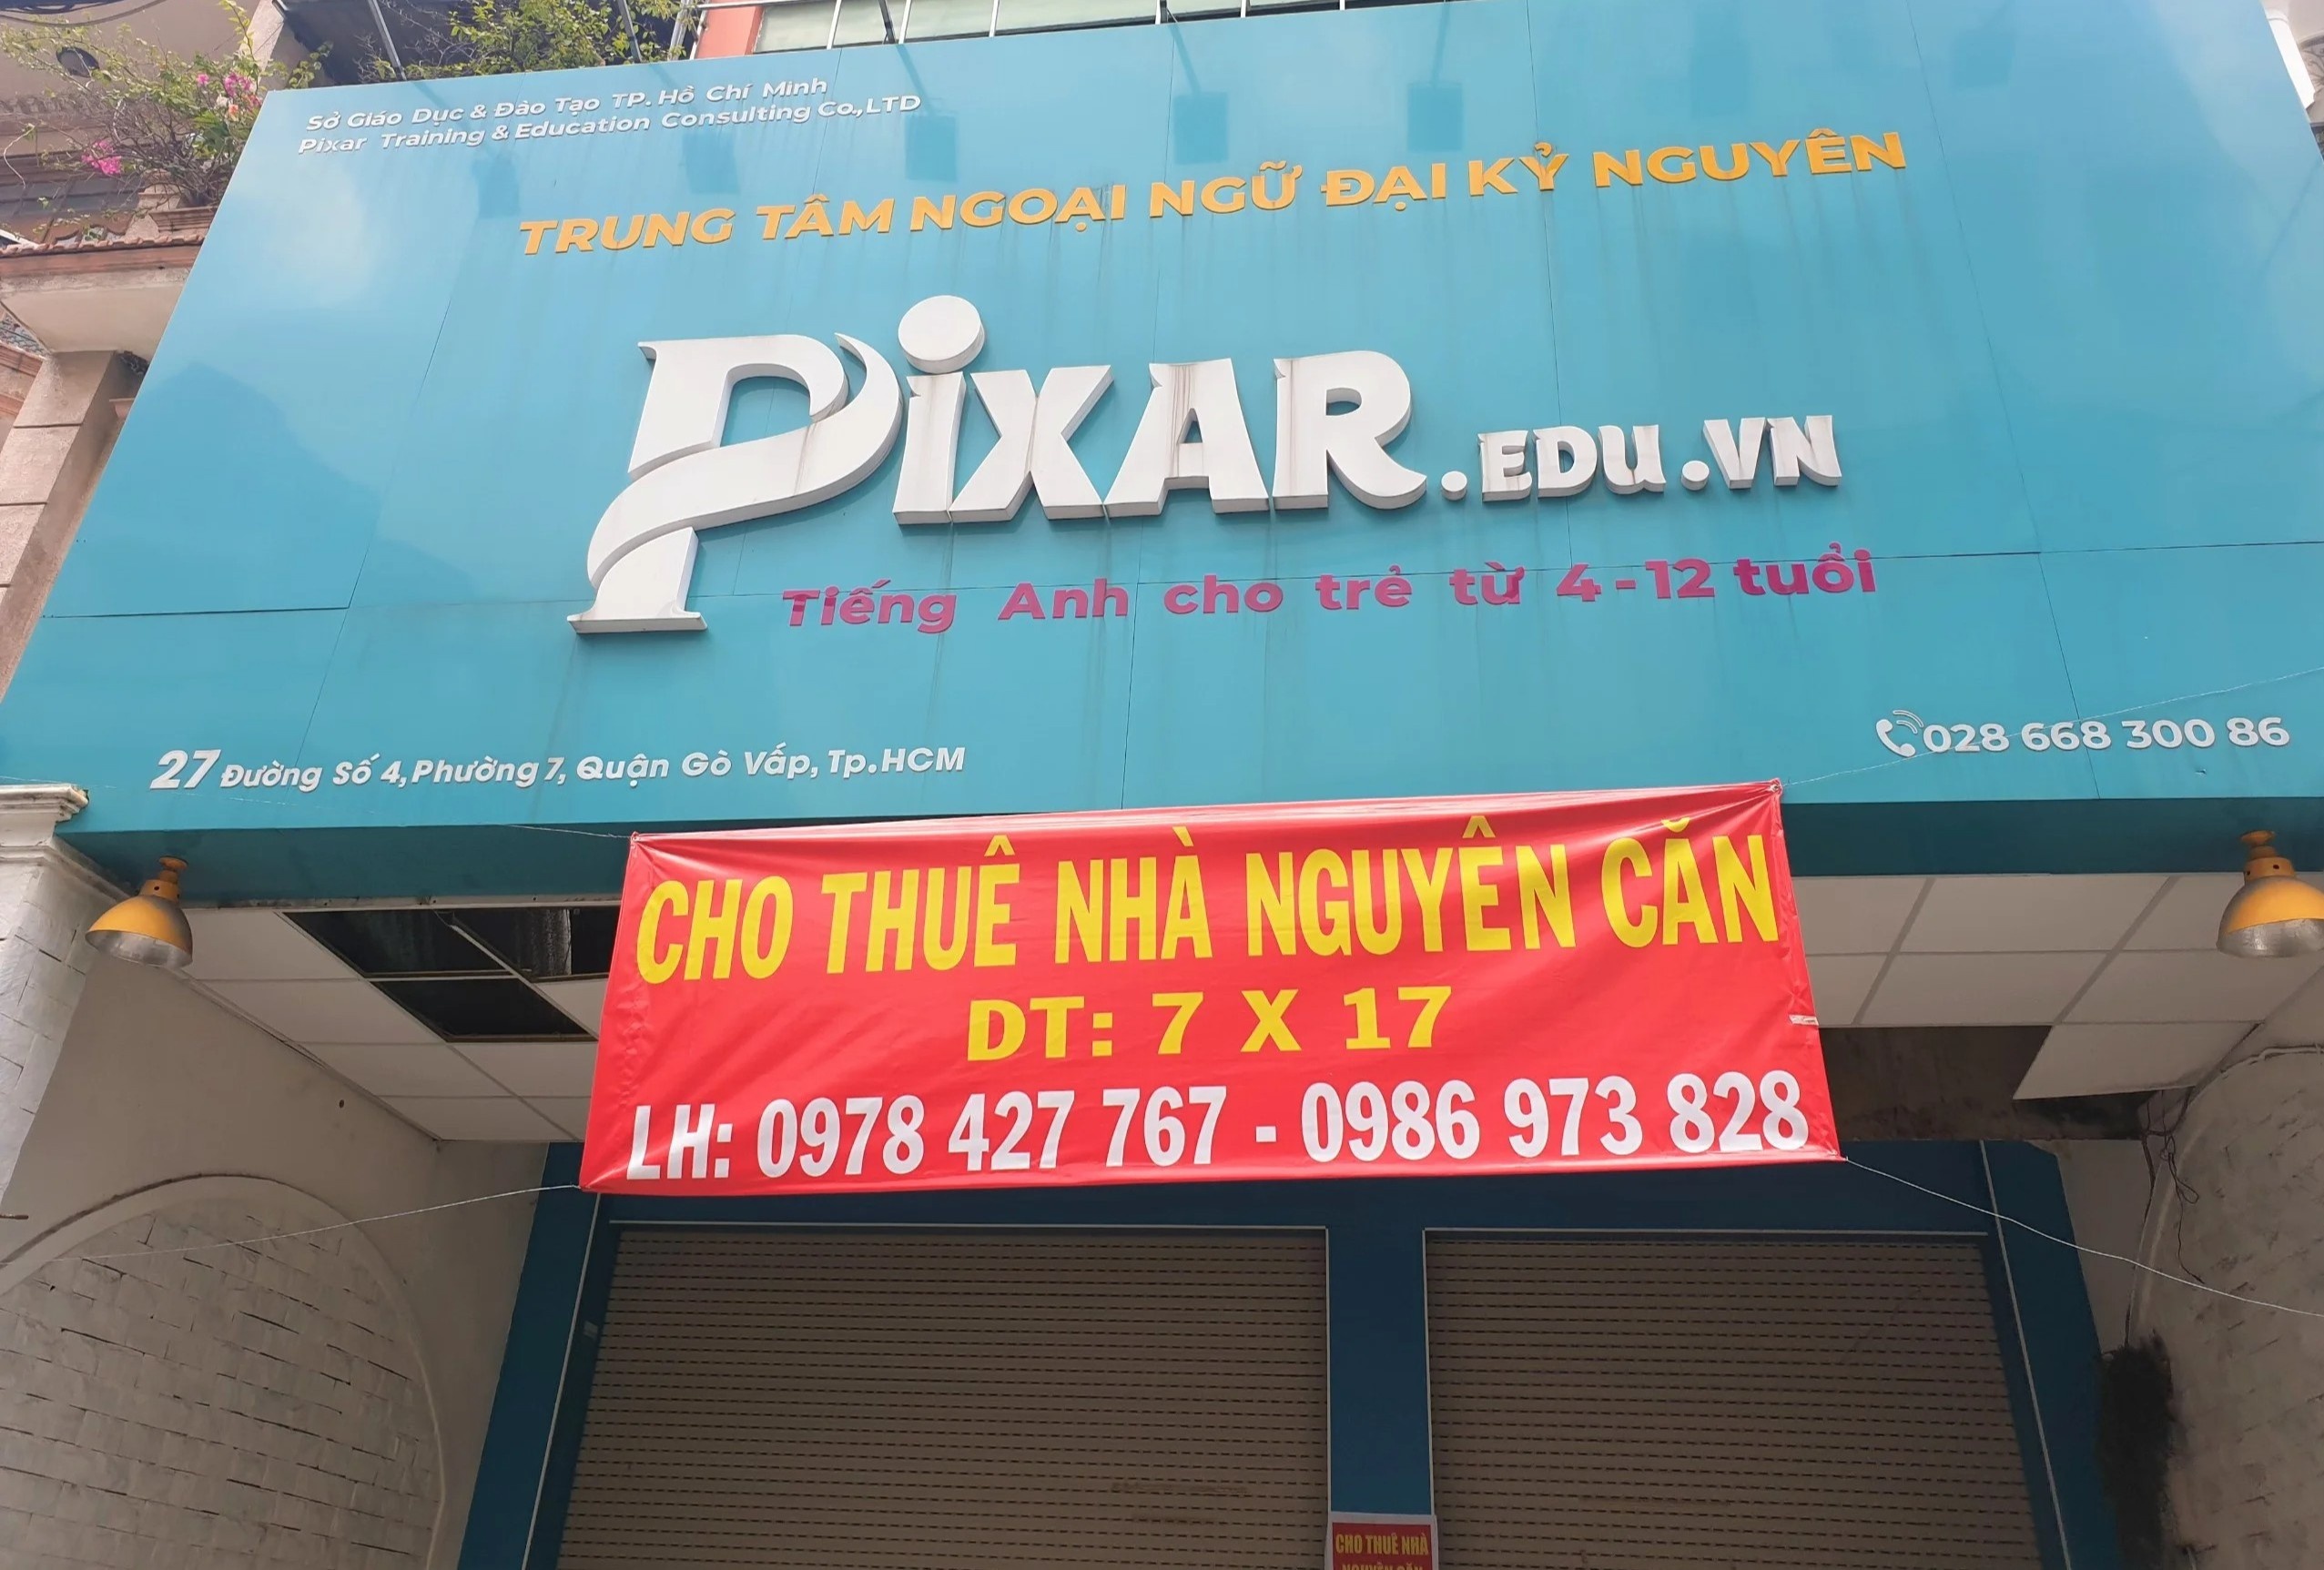 Sở Giáo Dục & Đào Tạo TP. Hồ Chí Minh
Pixar Training & Education Consulting Co.,LTD
TRUNG TÂM NGOẠI NGỮ ĐẠI KỶ NGUYÊN
PiXAR.EDU.VN
Tiếng Anh cho trẻ từ 4-12 tuổi
27 Đường Số 4, Phường 7, Quận Gò Vấp, Tp.HCM
028 668 300 86
CHO THUÊ NHÀ NGUYÊN CĂN
DT: 7 X 17
LH: 0978 427 767 - 0986 973 828
CHO THUÊ NHÀ
NGUYÊN CĂN